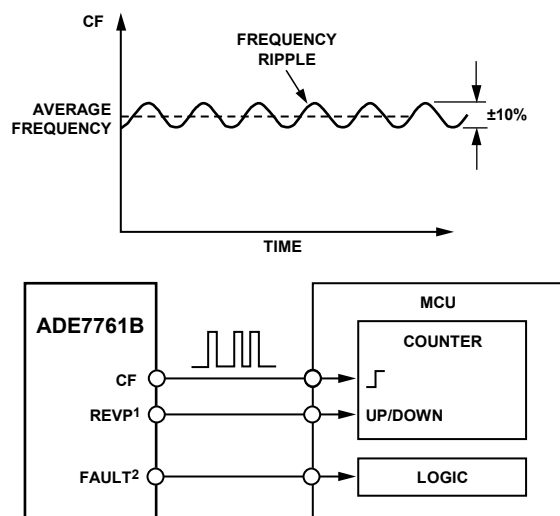 CF
FREQUENCY
RIPPLE
AVERAGE
FREQUENCY
±10%
TIME
ADE7761B
MCU
COUNTER
CF
REVP1
UP/DOWN
FAULT2
LOGIC